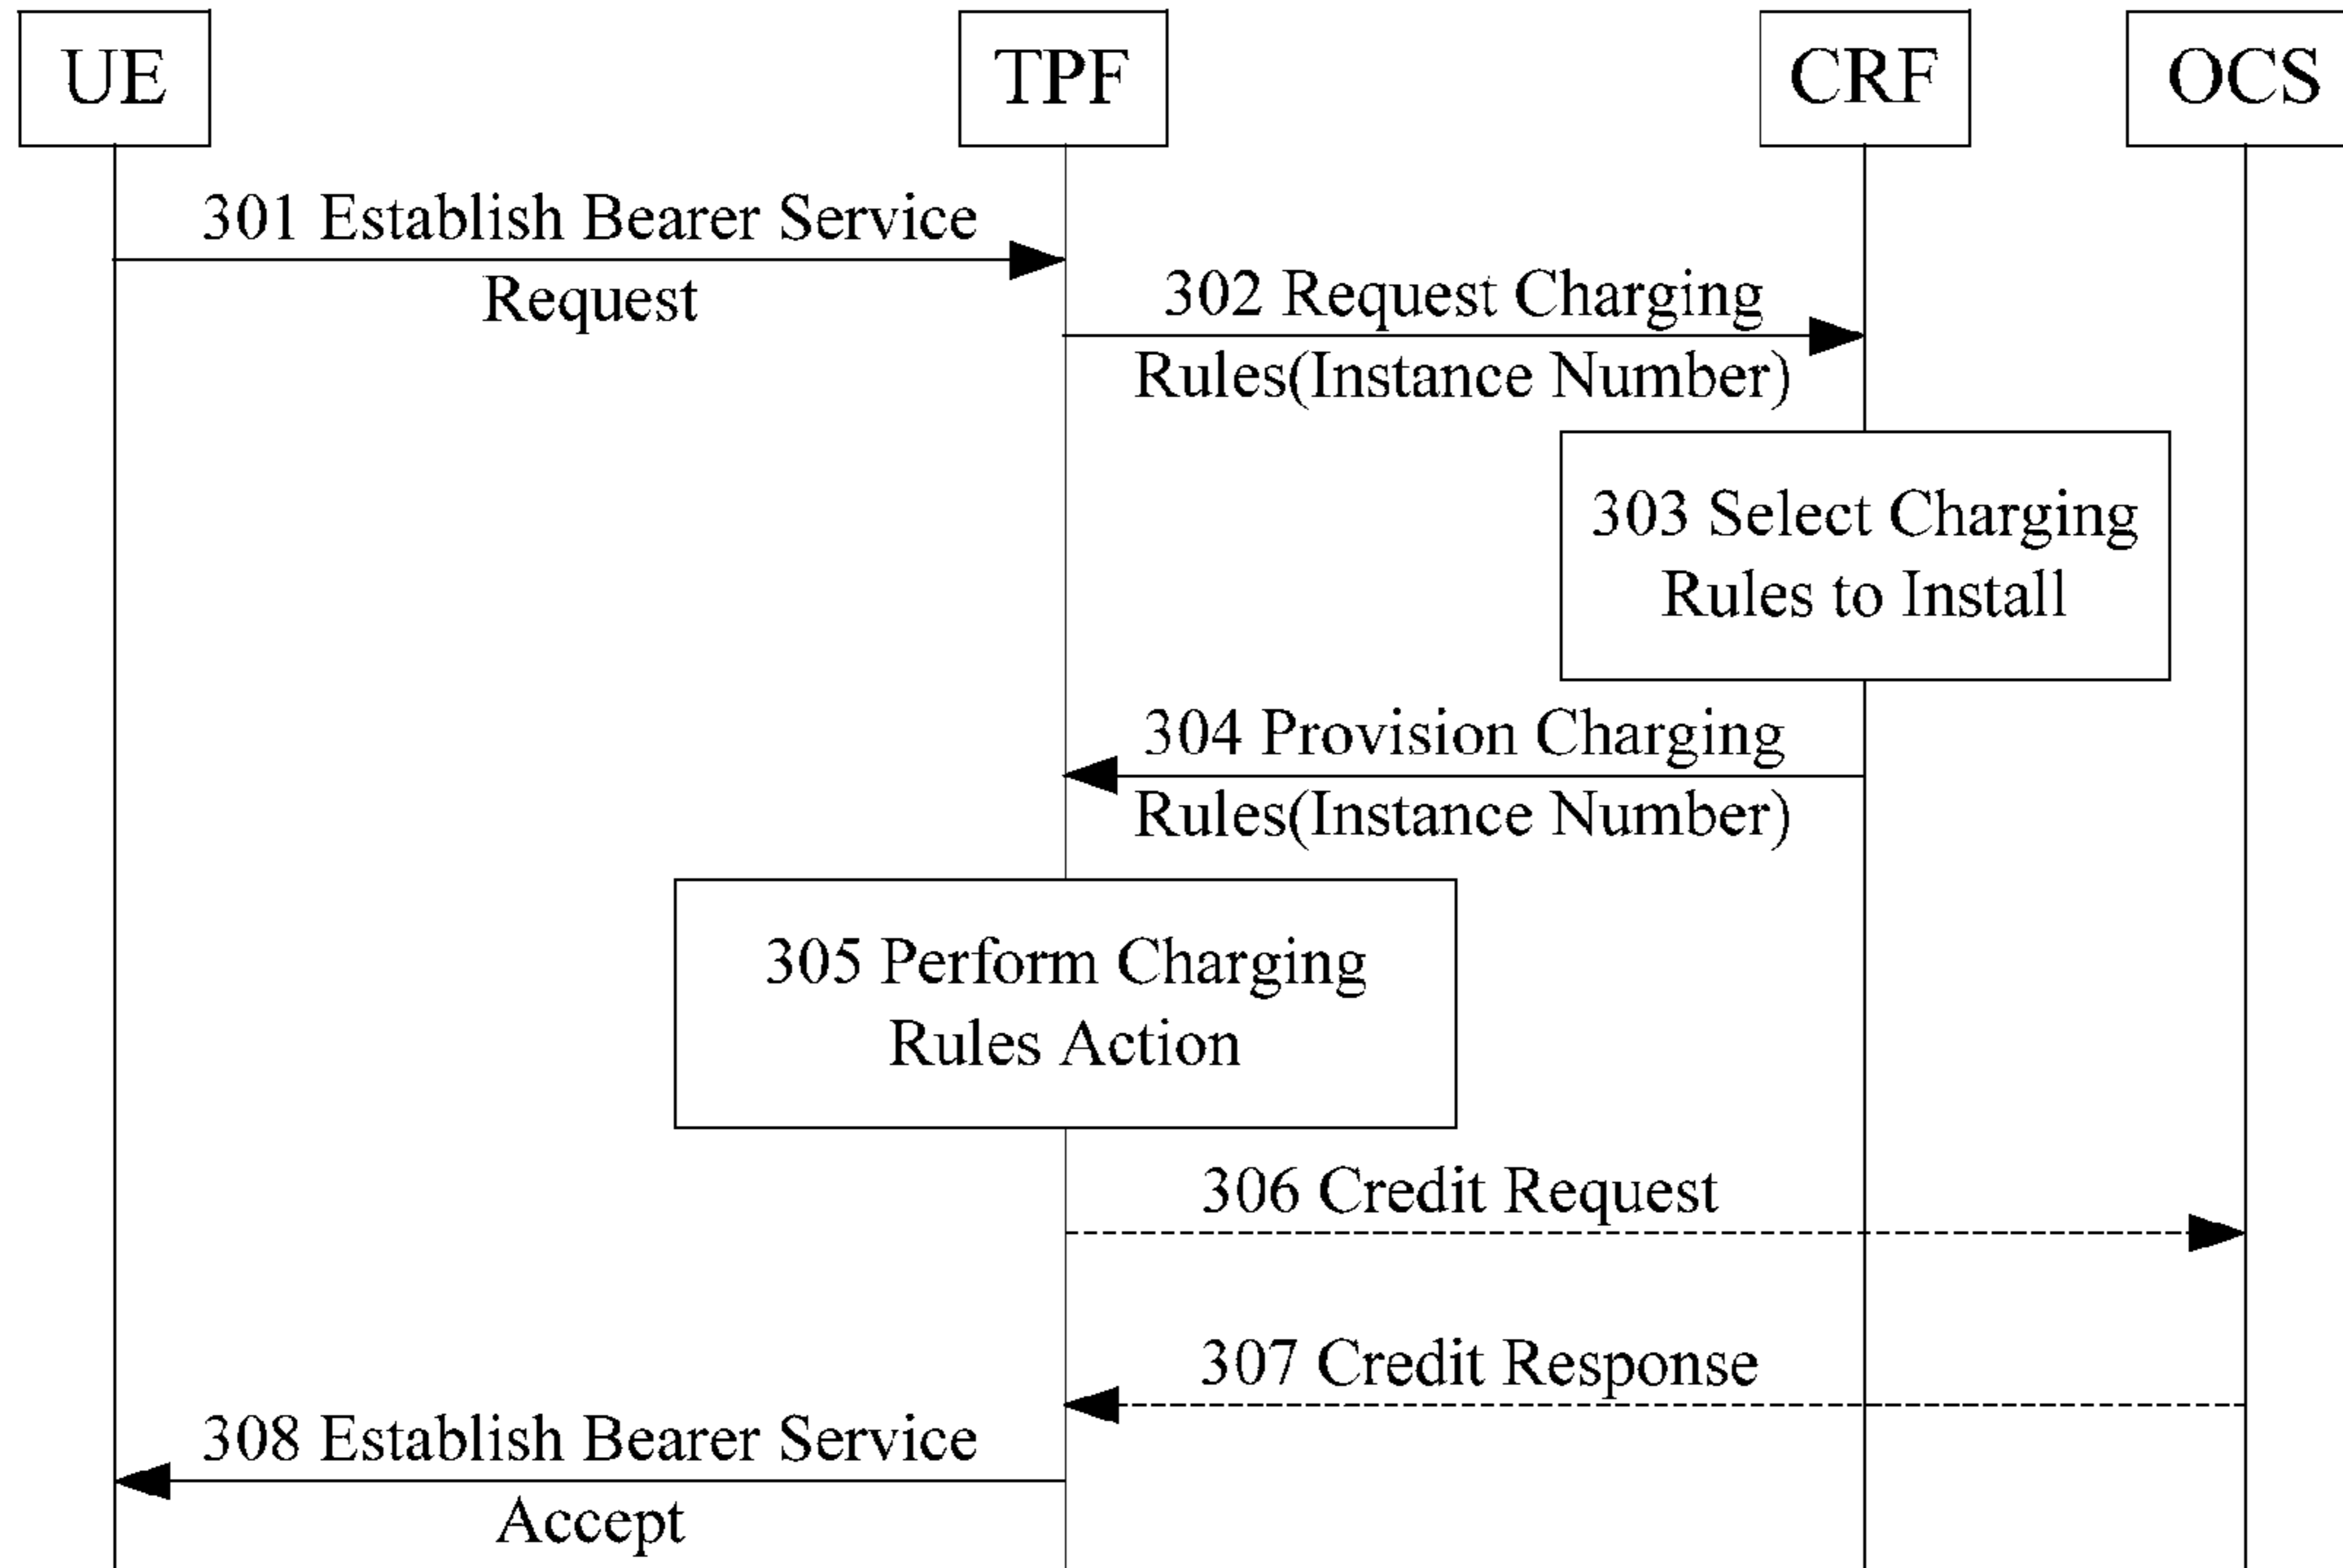 UE
TPF
CRF
OCS
301 Establish Bearer Service
Request
302 Request Charging
Rules(Instance Number)
303 Select Charging
Rules to Install
304 Provision Charging
Rules(Instance Number)
305 Perform Charging
Rules Action
306 Credit Request
307 Credit Response
308 Establish Bearer Service
Accept